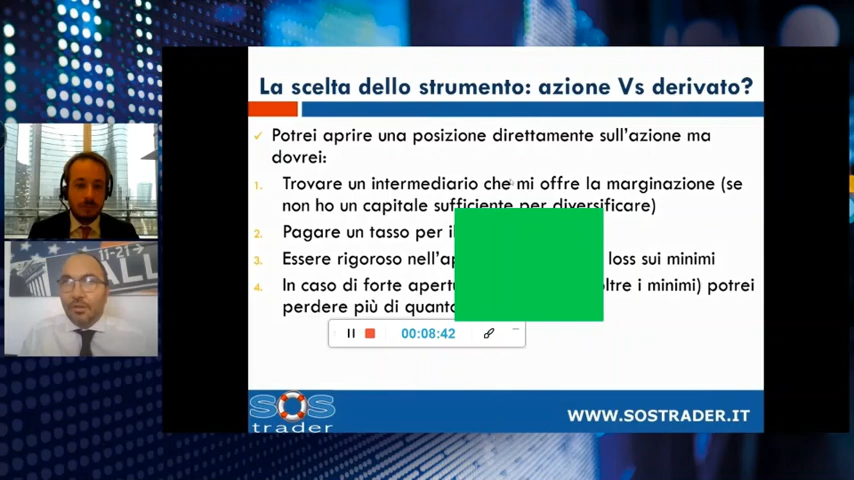 La scelta dello strumento: azione Vs derivato?
✓ Potrei aprire una posizione direttamente sull'azione ma
dovrei:
1. Trovare un intermediario che mi offre la marginazione (se
non ho un capitale sufficiente per diversificare)
2. Pagare un tasso per
3. Essere rigoroso loss sui minimi
4. In caso di forte oltre i minimi) potrei
perdere più di quanto
00:08:42
11-21
ALL
SOS
trader
WWW.SOSTRADER.IT